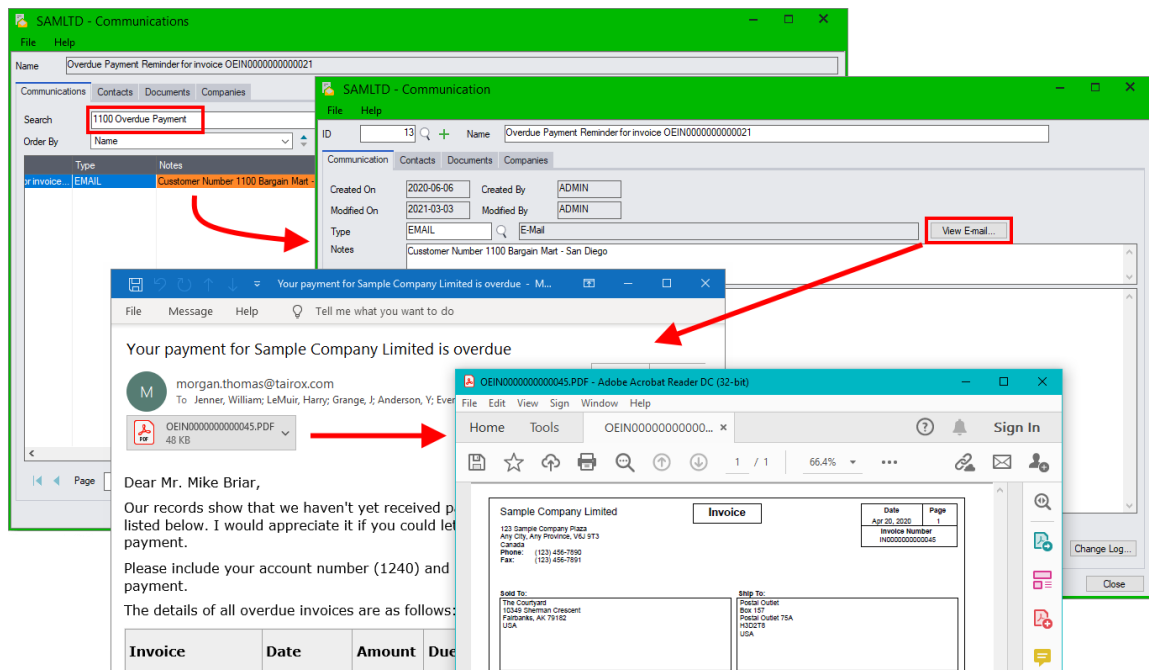 SAMLTD - Communications
File Help
Name Overdue Payment Reminder for invoice OEIN0000000000021
Communications Contacts Documents Companies
Search 1100 Overdue Payment
Order By Name
Type Notes
or invoice... EMAIL Cusstomer Number 1100 Bargain Mart -
Page
SAMLTD - Communication
File Help
ID 13 Name Overdue Payment Reminder for invoice OEIN0000000000021
Communication Contacts Documents Companies
Created On 2020-06-06 Created By ADMIN
Modified On 2021-03-03 Modified By ADMIN
Type EMAIL E-Mail View E-mail...
Notes Cusstomer Number 1100 Bargain Mart - San Diego
Change Log...
Close
Your payment for Sample Company Limited is overdue - M...
File Message Help Tell me what you want to do
Your payment for Sample Company Limited is overdue
M
morgan.thomas@tairox.com
To Jenner, William; LeMuir, Harry; Grange, J; Anderson, Y; Ever
PDF
OEIN0000000000045.PDF
48 KB
Dear Mr. Mike Briar,
Our records show that we haven't yet received p
listed below. I would appreciate it if you could let
payment.
Please include your account number (1240) and
payment.
The details of all overdue invoices are as follows:
Invoice Date Amount Due
OEIN0000000000045.PDF - Adobe Acrobat Reader DC (32-bit)
File Edit View Sign Window Help
Home Tools OEIN00000000000... × Sign In
1 / 1 66.4%
Sample Company Limited
123 Sample Company Plaza
Any City, Any Province, V6J 9T3
Canada
Phone: (123) 456-7890
Fax: (123) 456-7891
Invoice
Date Page
Apr 20, 2020 1
Invoice Number
IN0000000000045
Sold To:
The Courtyard
10349 Sherman Crescent
Fairbanks, AK 79182
USA
Ship To:
Postal Outlet
Box 157
Postal Outlet 75A
H3D2T8
USA